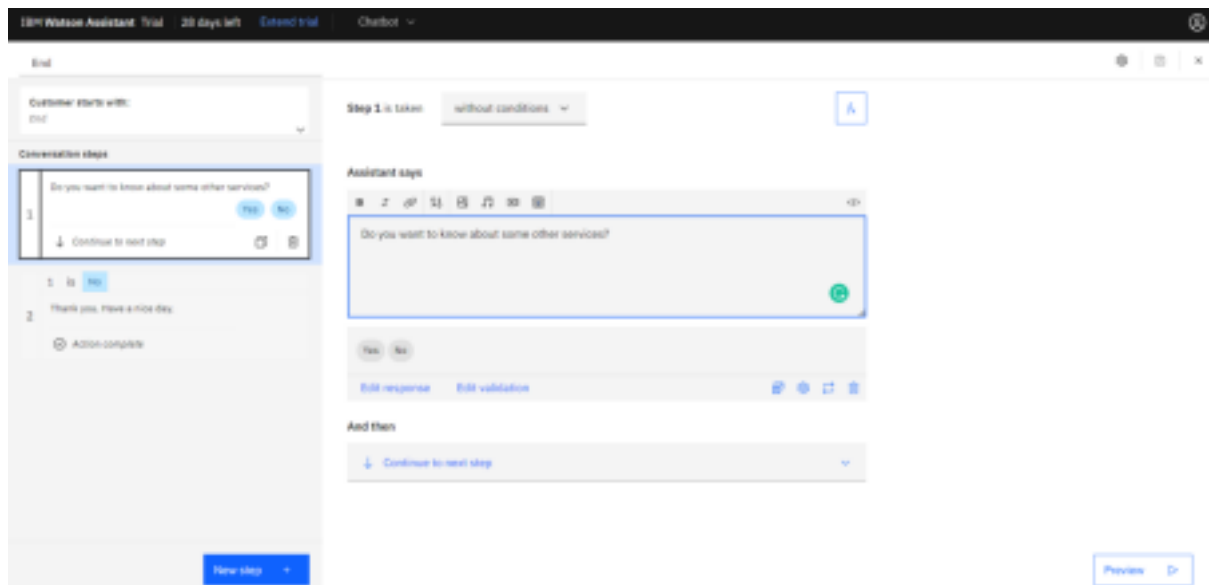 IBM Watson Assistant Trial 28 days left Extend trial Chatbot
End
Customer starts with:
End
Step 1 is taken without conditions
Conversation steps
Assistant says
1
Do you want to know about some other services?
Yes No
Continue to next step
Do you want to know about some other services?
1 is No
2
Thank you. Have a nice day.
Action complete
Yes No
Edit response Edit validation
And then
Continue to next step
New step +
Preview